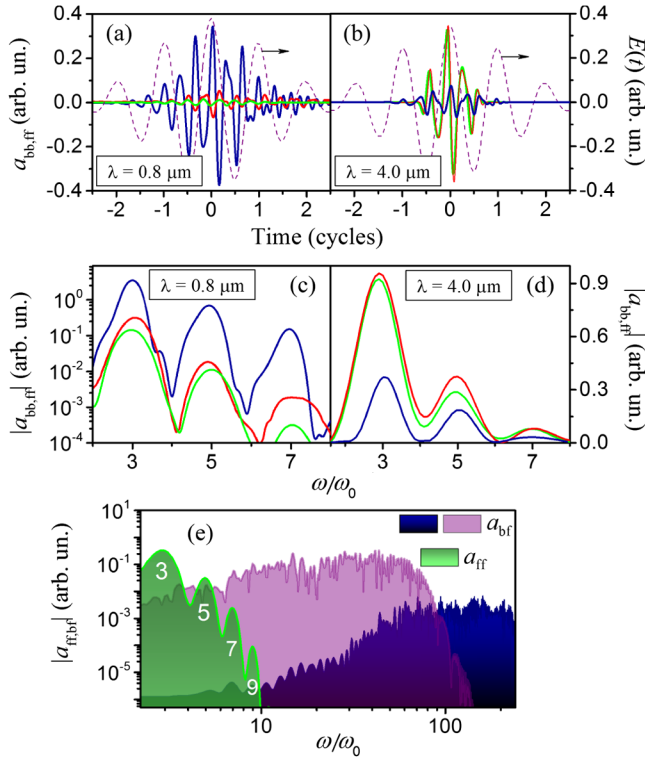 (a)
(b)
a_bb,ff (arb. un.)
0.4
0.2
0.0
-0.2
-0.4
λ = 0.8 μm
λ = 4.0 μm
0.4
0.2
0.0
-0.2
-0.4
E(t) (arb. un.)
-2 -1 0 1 2 -2 -1 0 1 2
Time (cycles)
(c)
(d)
λ = 0.8 μm
λ = 4.0 μm
|a_bb,ff| (arb. un.)
10^0
10^-1
10^-2
10^-3
10^-4
0.9
0.6
0.3
0.0
|a_bb,ff| (arb. un.)
3 5 7 3 5 7
ω/ω_0
ω/ω_0
(e)
|a_ff,bf| (arb. un.)
10^1
10^-1
10^-3
10^-5
a_bf
a_ff
3
5
7
9
10 100
ω/ω_0